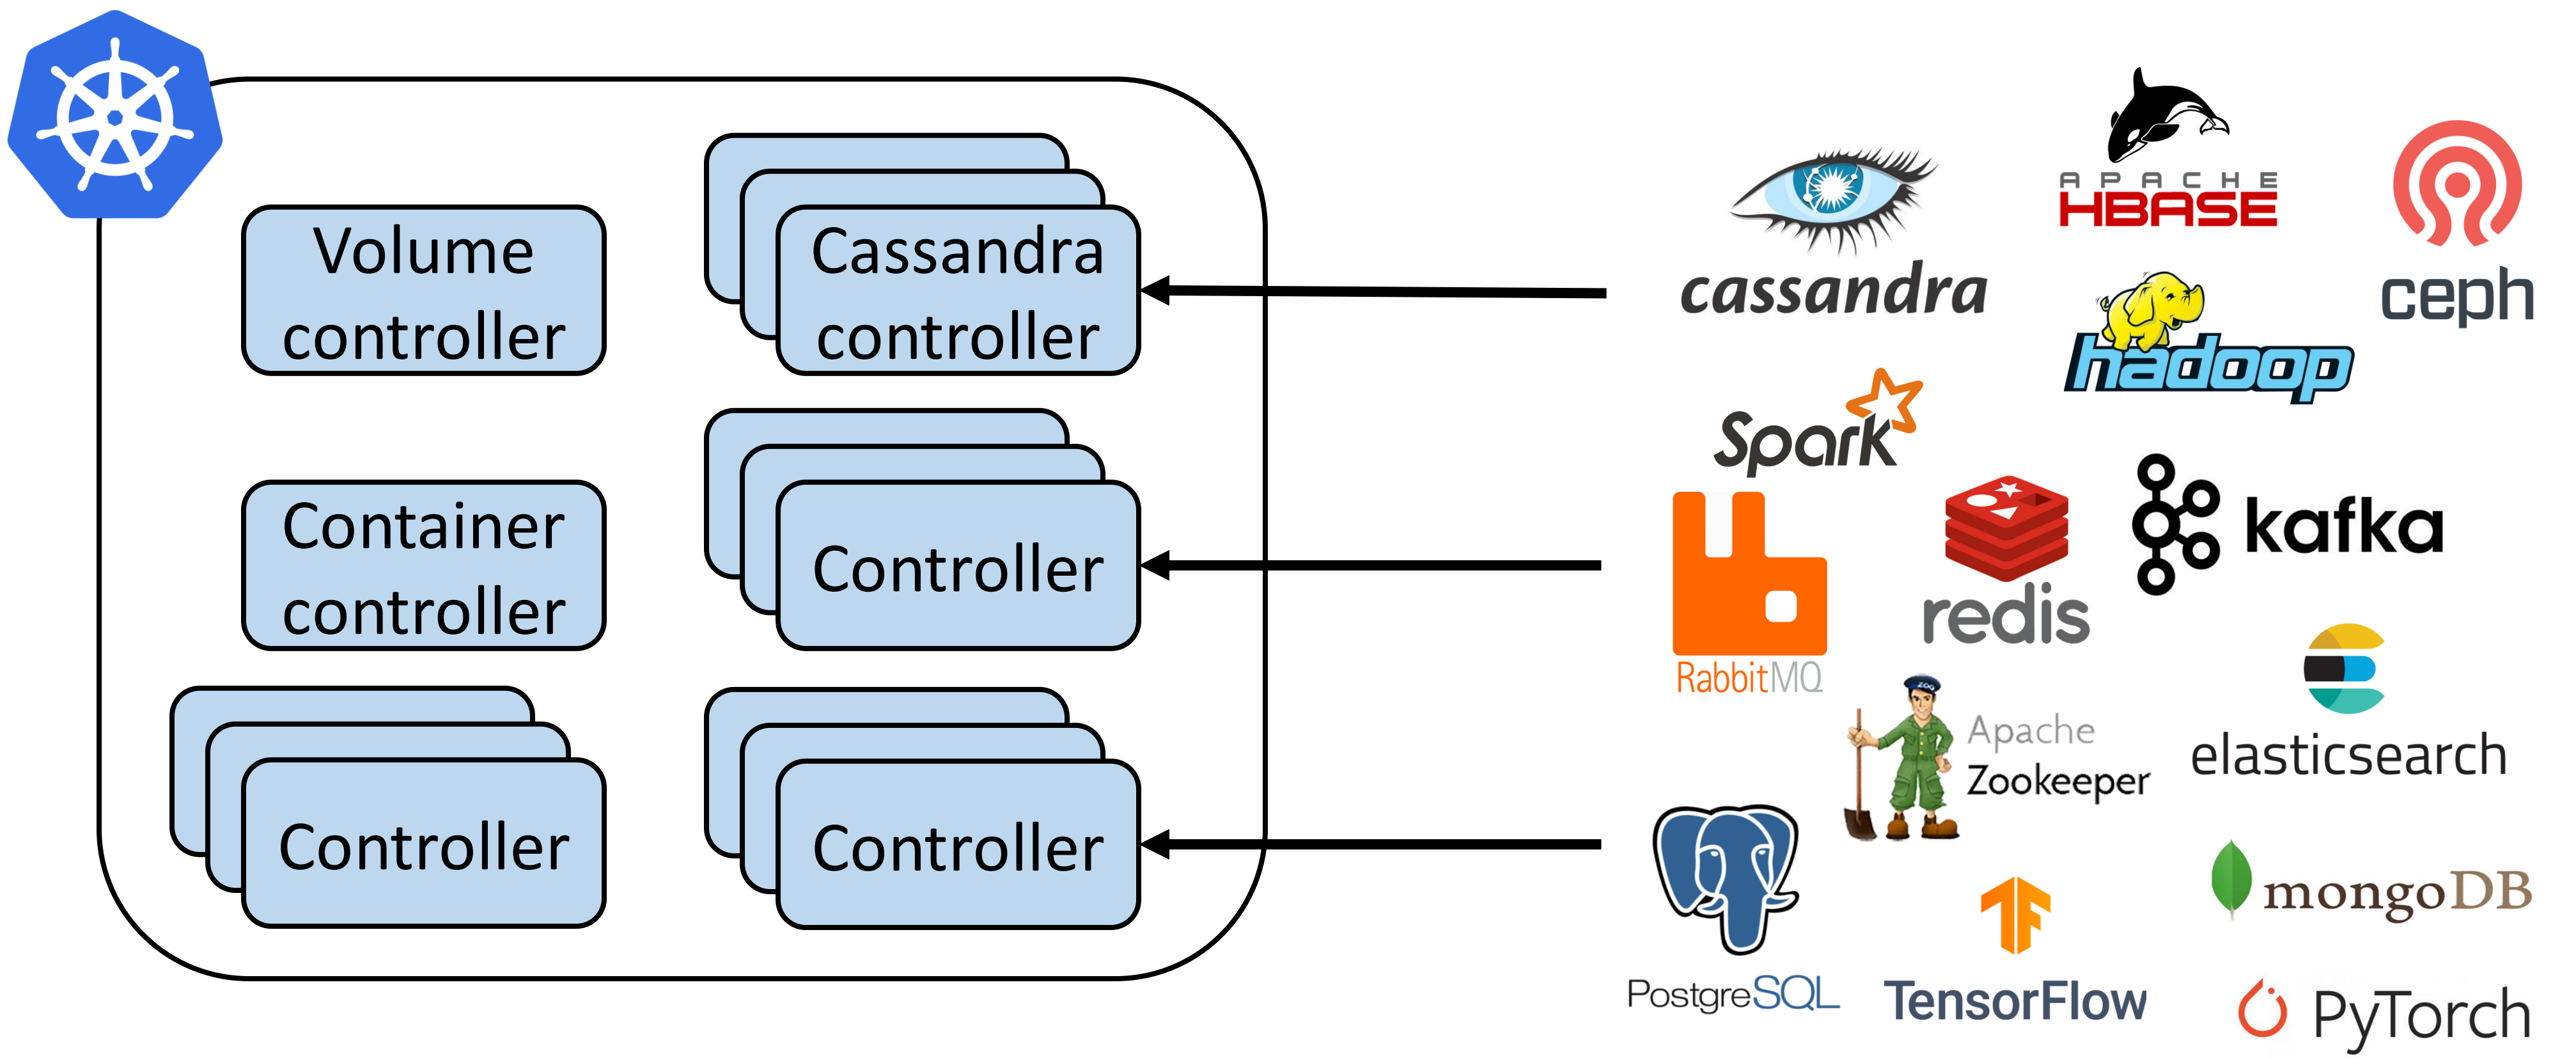 Volume
controller
Cassandra
controller
Container
controller
Controller
Controller
Controller
cassandra
APACHE
HBASE
ceph
hadoop
Spark
RabbitMQ
redis
kafka
ZOO
Apache
Zookeeper
elasticsearch
PostgreSQL
TensorFlow
mongoDB
PyTorch